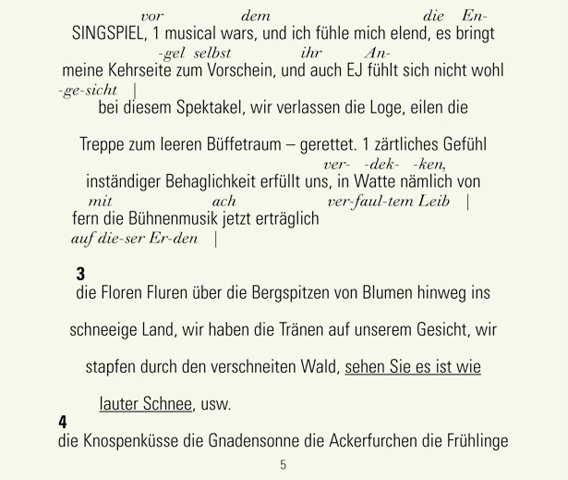 vor dem die En-
SINGSPIEL, 1 musical wars, und ich fühle mich elend, es bringt
-gel selbst ihr An-
meine Kehrseite zum Vorschein, und auch EJ fühlt sich nicht wohl
-ge-sicht |
bei diesem Spektakel, wir verlassen die Loge, eilen die
Treppe zum leeren Büffetraum – gerettet. 1 zärtliches Gefühl
ver- -dek- -ken,
inständiger Behaglichkeit erfüllt uns, in Watte nämlich von
mit ach ver-faul-tem Leib |
fern die Bühnenmusik jetzt erträglich
auf die-ser Er-den |
3
die Floren Fluren über die Bergspitzen von Blumen hinweg ins
schneeige Land, wir haben die Tränen auf unserem Gesicht, wir
stapfen durch den verschneiten Wald, sehen Sie es ist wie
lauter Schnee, usw.
4
die Knospenküsse die Gnadensonne die Ackerfurchen die Frühlinge
5